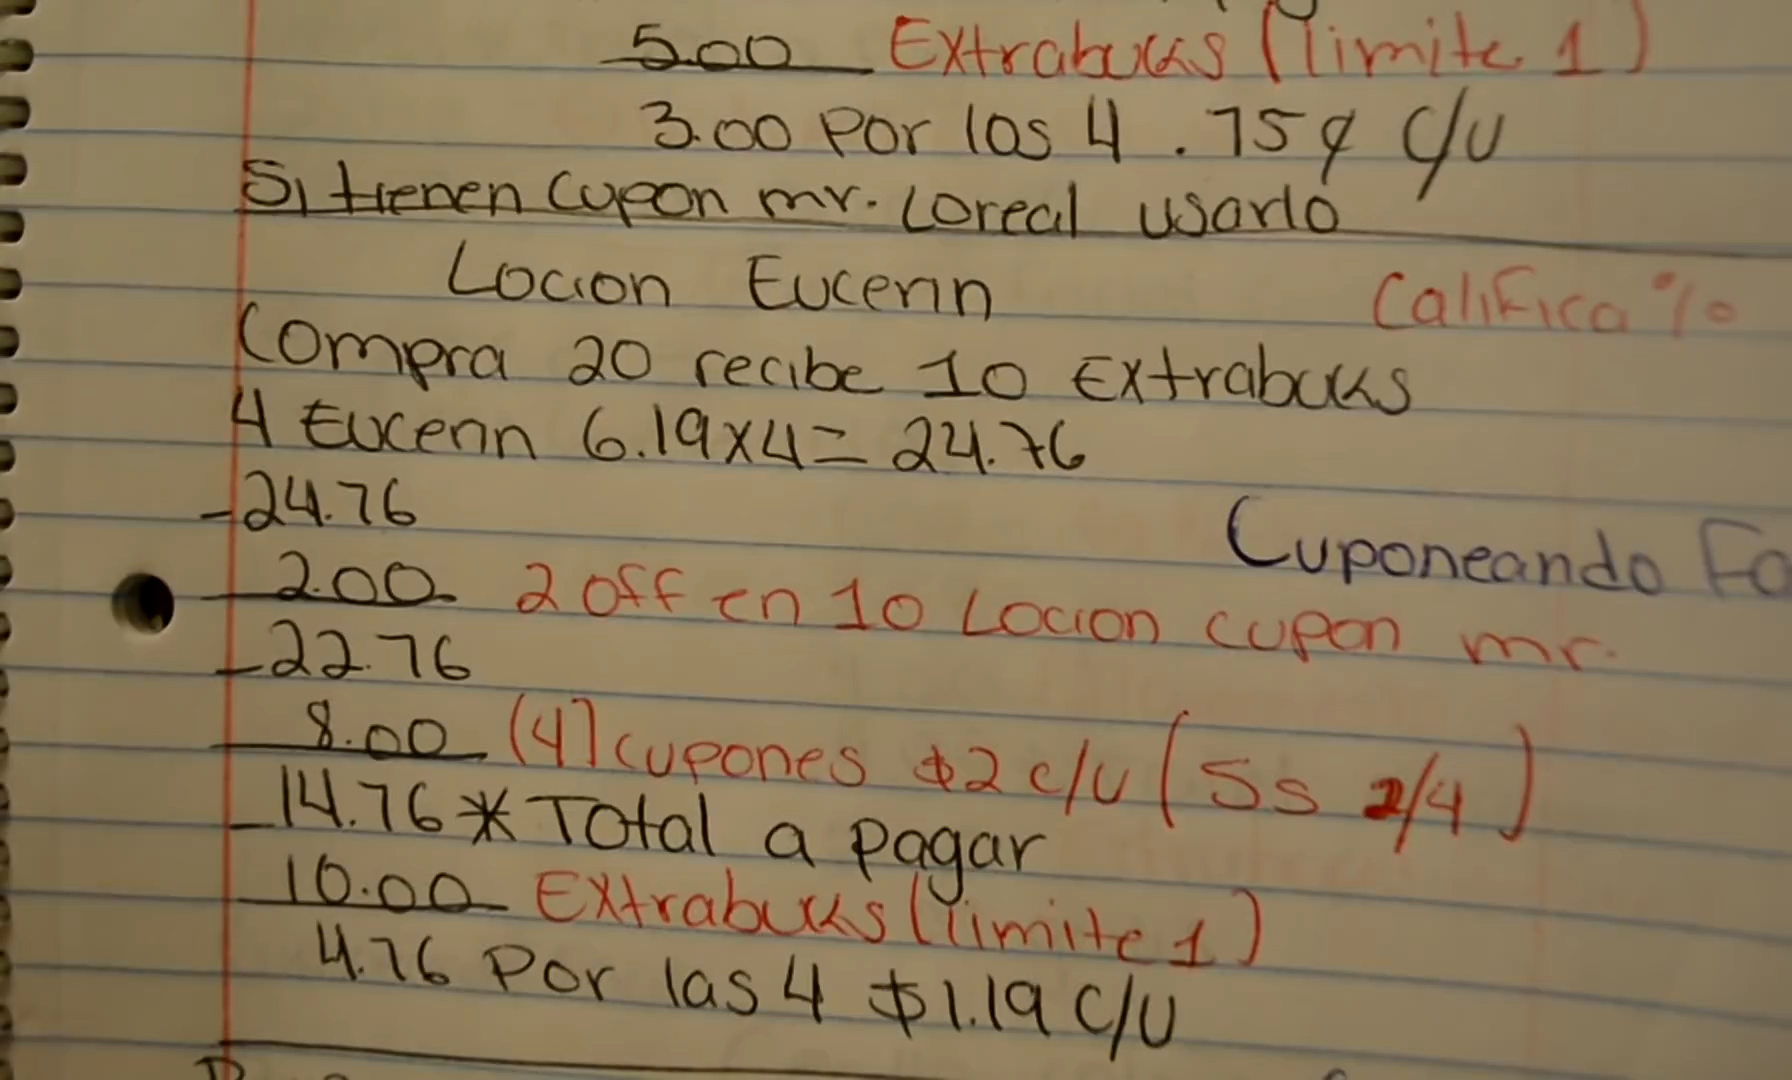 5.00 Extrabucks (limite 1)
3.00 Por los 4 . 75¢ c/u
Si tienen cupon mr. Loreal usarlo
Locion Eucerin
Califica %
Compra 20 recibe 10 Extrabucks
4 Eucerin 6.19x4= 24.76
-24.76
Cuponeando Fa
2.00 2 off en 10 Locion cupon mr.
-22.76
8.00 (4) cupones $2 c/u (Ss 2/4)
-14.76 * Total a pagar
10.00 Extrabucks (limite 1)
4.76 Por las 4 $1.19 c/u